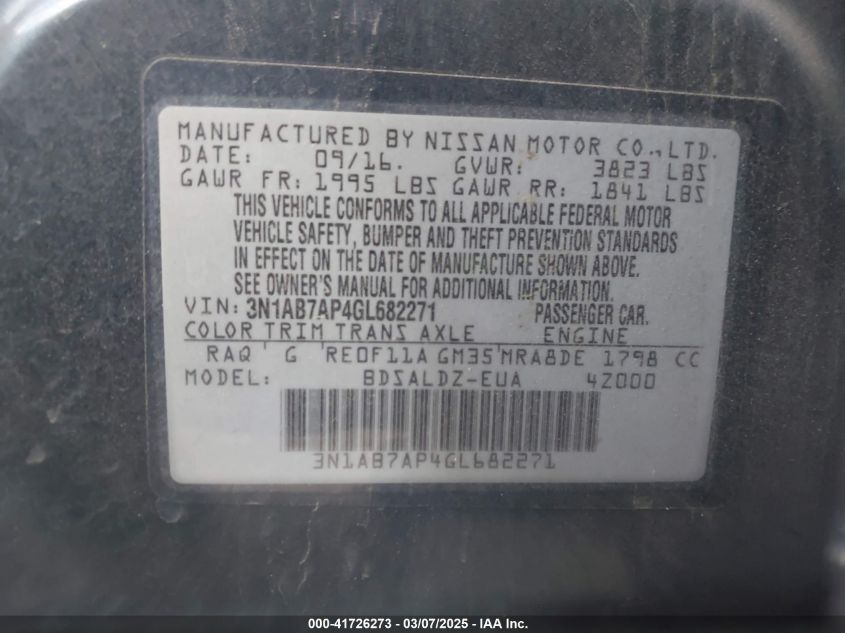 MANUFACTURED BY NISSAN MOTOR CO., LTD.
DATE: 09/16. GVWR: 3823 LBS
GAWR FR: 1995 LBS GAWR RR: 1841 LBS
THIS VEHICLE CONFORMS TO ALL APPLICABLE FEDERAL MOTOR
VEHICLE SAFETY, BUMPER AND THEFT PREVENTION STANDARDS
IN EFFECT ON THE DATE OF MANUFACTURE SHOWN ABOVE.
SEE OWNER'S MANUAL FOR ADDITIONAL INFORMATION.
VIN: 3N1AB7AP4GL682271 PASSENGER CAR.
COLOR TRIM TRANS AXLE ENGINE
RAQ G RE0F11A GM35 MRA8DE 1798 CC
MODEL: BDSALDZ-EUA 4Z000
3N1AB7AP4GL682271
000-41726273 - 03/07/2025 - IAA Inc.